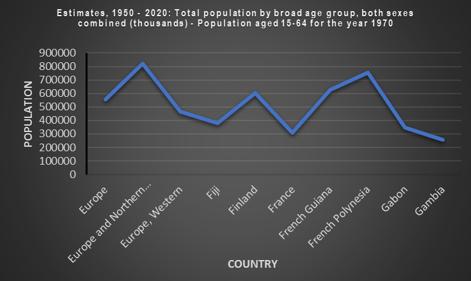 Estimates, 1950 - 2020: Total population by broad age group, both sexes
combined (thousands) - Population aged 15-64 for the year 1970
900000
800000
700000
600000
500000
400000
300000
200000
100000
0
POPULATION
Europe
Europe and Northern...
Europe, Western
Fiji
Finland
France
French Guiana
French Polynesia
Gabon
Gambia
COUNTRY